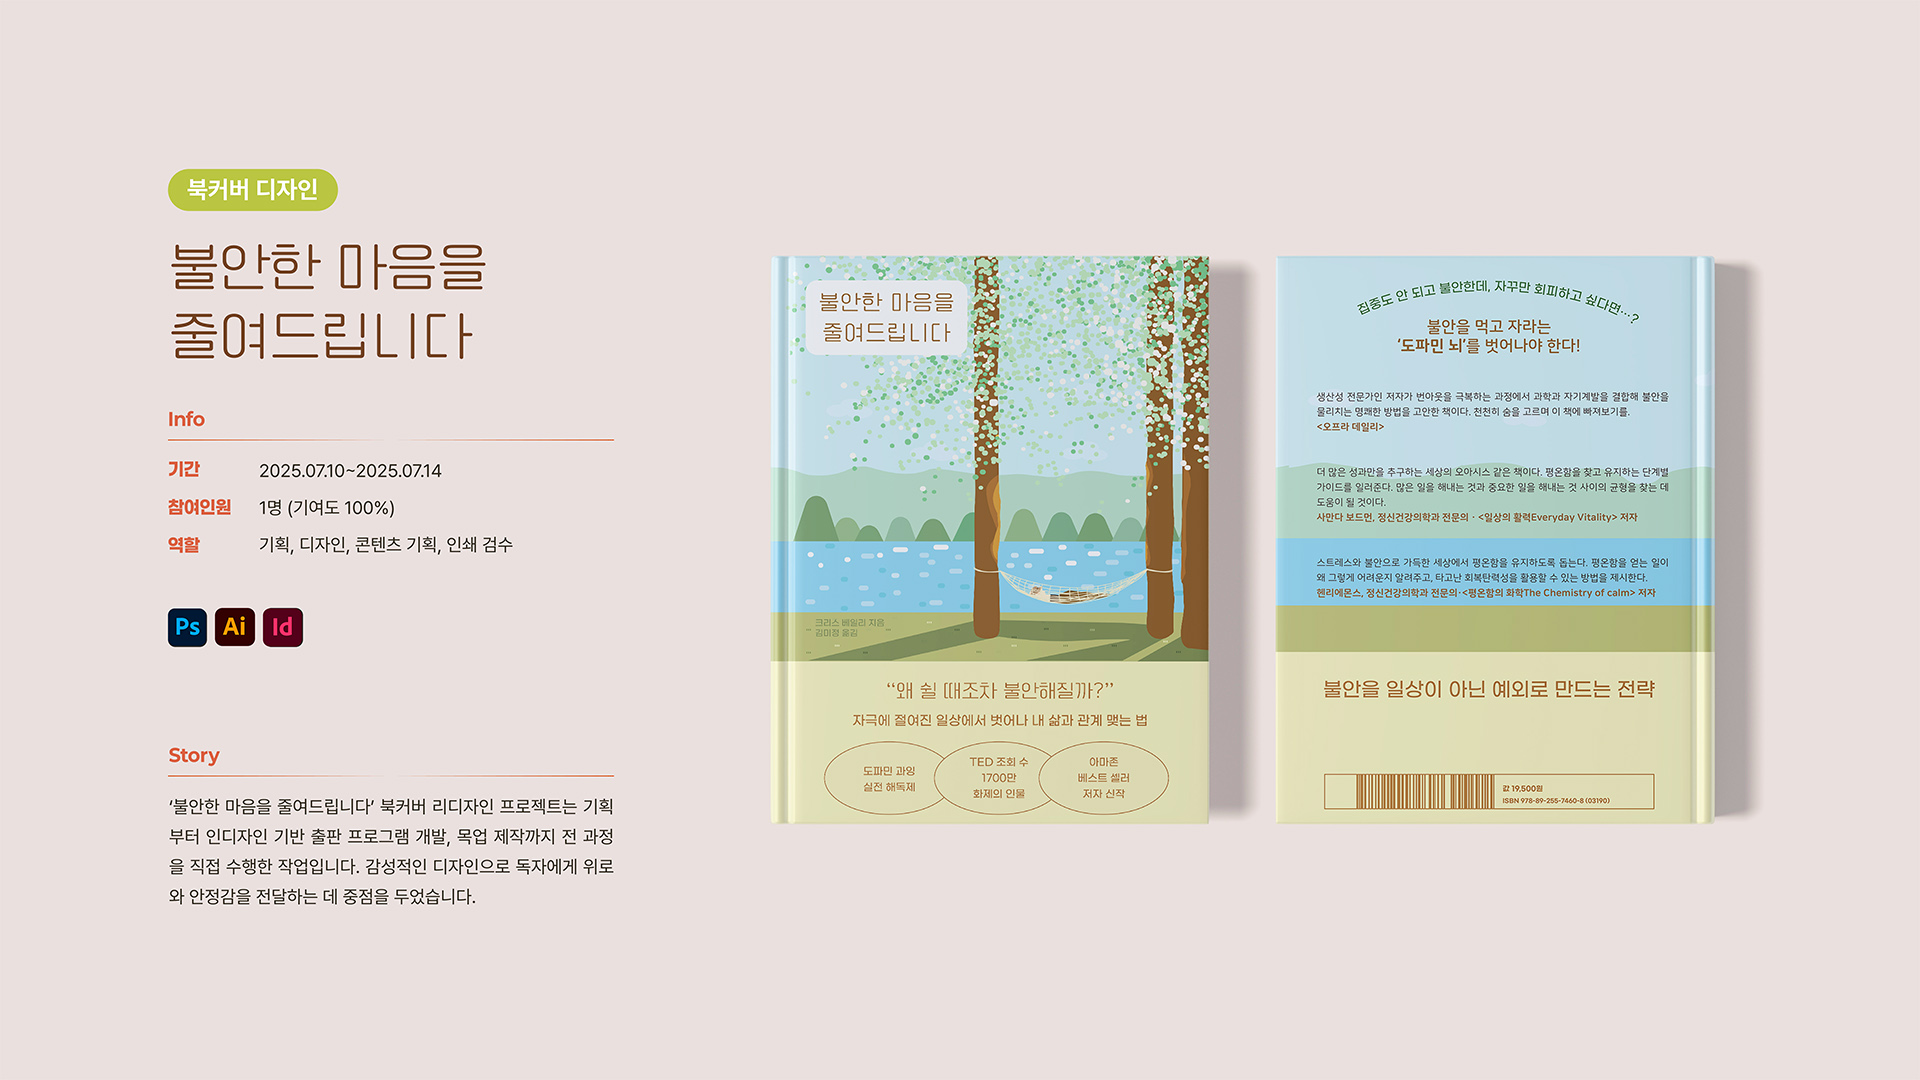 북커버 디자인
불안한 마음을
줄여드립니다
Info
기간 2025.07.10~2025.07.14
참여인원 1명 (기여도 100%)
역할 기획, 디자인, 콘텐츠 기획, 인쇄 검수
Ps Ai Id
Story
‘불안한 마음을 줄여드립니다’ 북커버 리디자인 프로젝트는 기획
부터 인디자인 기반 출판 프로그램 개발, 목업 제작까지 전 과정
을 직접 수행한 작업입니다. 감성적인 디자인으로 독자에게 위로
와 안정감을 전달하는 데 중점을 두었습니다.
불안한 마음을
줄여드립니다
크리스 베일리 지음
김미정 옮김
“왜 쉴 때조차 불안해질까?”
자극에 절여진 일상에서 벗어나 내 삶과 관계 맺는 법
도파민 과잉
실전 해독제
TED 조회 수
1700만
화제의 인물
아마존
베스트 셀러
저자 신작
집중도 안 되고 불안한데, 자꾸만 회피하고 싶다면…?
불안을 먹고 자라는
‘도파민 뇌’를 벗어나야 한다!
생산성 전문가인 저자가 번아웃을 극복하는 과정에서 과학과 자기계발을 결합해 불안을
물리치는 명쾌한 방법을 고안한 책이다. 천천히 숨을 고르며 이 책에 빠져보기를.
<오프라 데일리>
더 많은 성과만을 추구하는 세상의 오아시스 같은 책이다. 평온함을 찾고 유지하는 단계별
가이드를 일러준다. 많은 일을 해내는 것과 중요한 일을 해내는 것 사이의 균형을 찾는 데
도움이 될 것이다.
사만다 보드먼, 정신건강의학과 전문의 · <일상의 활력Everyday Vitality> 저자
스트레스와 불안으로 가득한 세상에서 평온함을 유지하도록 돕는다. 평온함을 얻는 일이
왜 그렇게 어려운지 알려주고, 타고난 회복탄력성을 활용할 수 있는 방법을 제시한다.
헨리에몬스, 정신건강의학과 전문의·<평온함의 화학The Chemistry of calm> 저자
불안을 일상이 아닌 예외로 만드는 전략
값 19,500원
ISBN 978-89-255-7460-8 (03190)